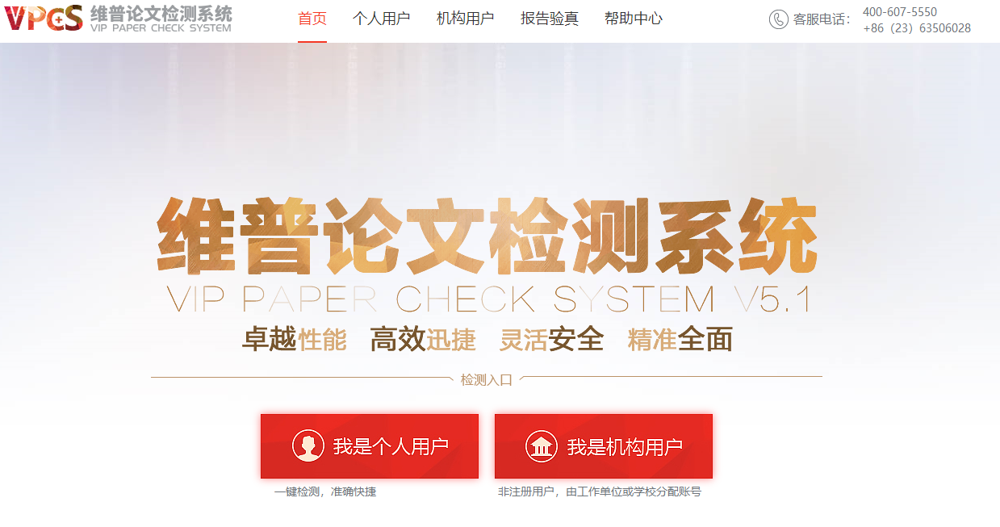 VPCS 维普论文检测系统
VIP PAPER CHECK SYSTEM
首页 个人用户 机构用户 报告验真 帮助中心
客服电话： 400-607-5550
+86（23）63506028
维普论文检测系统
VIP PAPER CHECK SYSTEM V5.1
卓越性能 高效迅捷 灵活安全 精准全面
检测入口
我是个人用户 我是机构用户
一键检测，准确快捷 非注册用户，由工作单位或学校分配账号